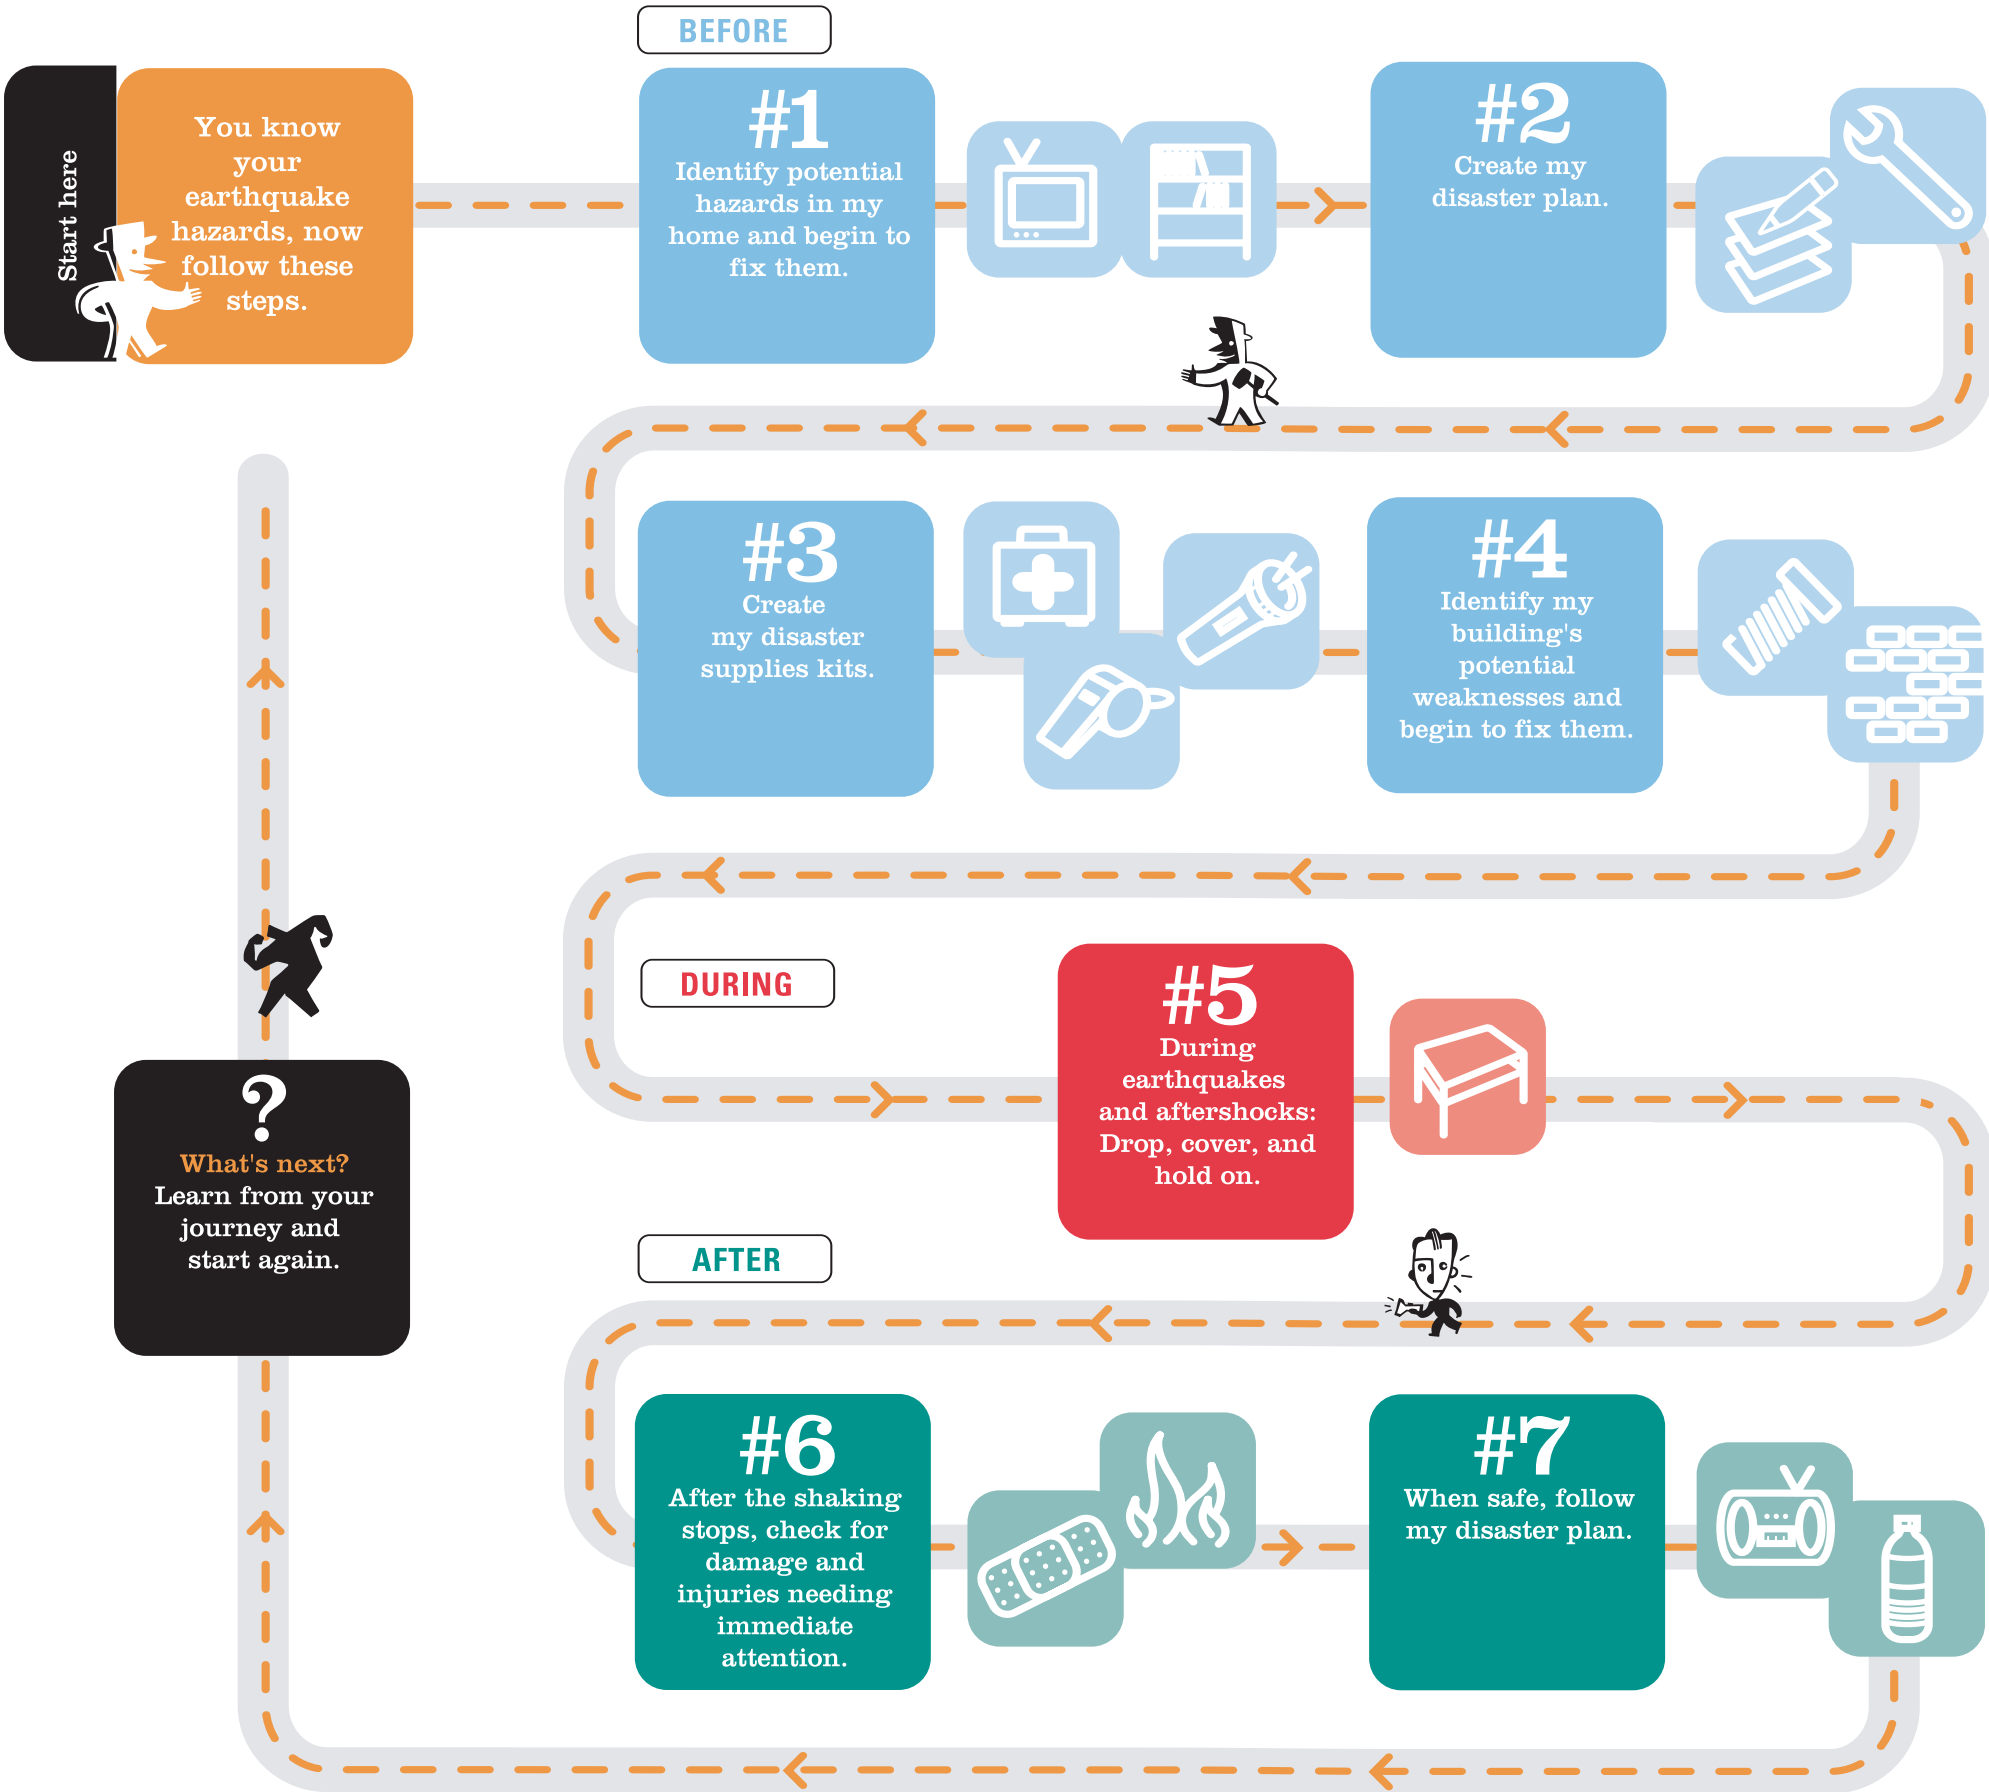 BEFORE
Start here
You know
your
earthquake
hazards, now
follow these
steps.
#1
Identify potential
hazards in my
home and begin to
fix them.
#2
Create my
disaster plan.
#3
Create
my disaster
supplies kits.
#4
Identify my
building's
potential
weaknesses and
begin to fix them.
DURING
#5
During
earthquakes
and aftershocks:
Drop, cover, and
hold on.
AFTER
#6
After the shaking
stops, check for
damage and
injuries needing
immediate
attention.
#7
When safe, follow
my disaster plan.
?
What's next?
Learn from your
journey and
start again.